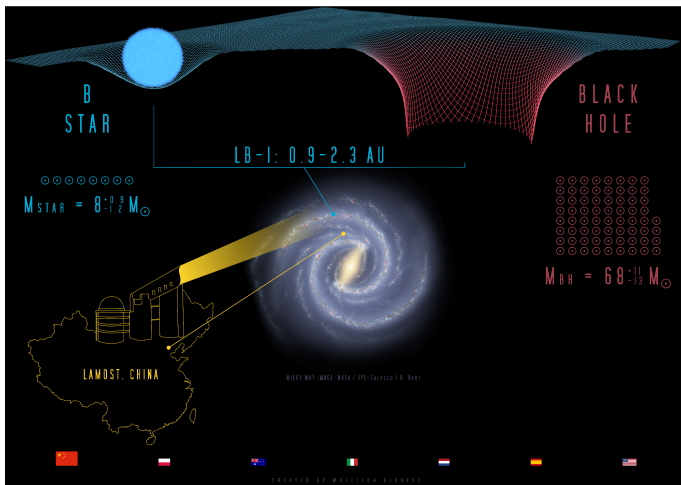 B
STAR
BLACK
HOLE
LB-1: 0.9-2.3 AU
MSTAR = 8 +0.9 -1.2 M☉
MBH = 68 +11 -13 M☉
LAMOST, CHINA
MILKY WAY IMAGE: NASA / JPL-CALTECH / R. HURT
CREATED BY WOJCIECH GLADYSZ